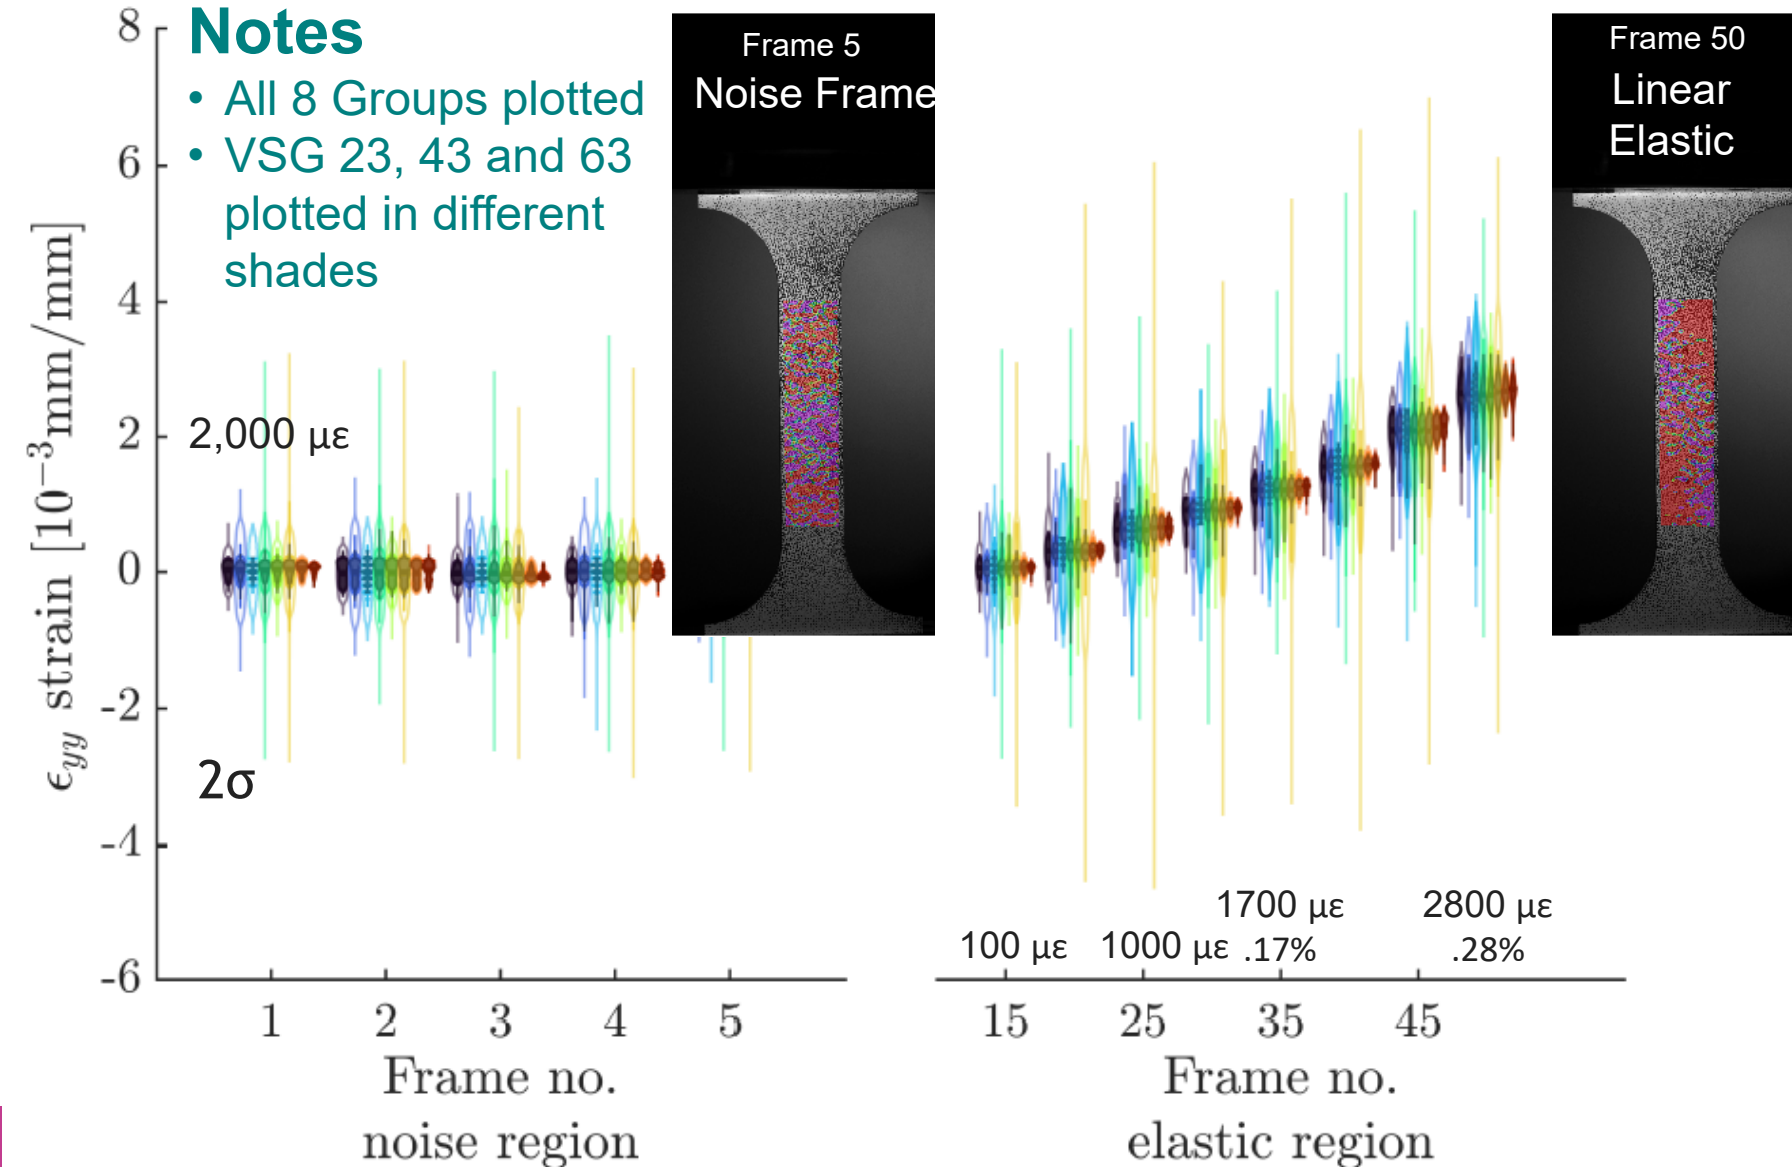 Notes
• All 8 Groups plotted
• VSG 23, 43 and 63
plotted in different
shades
Frame 5
Noise Frame
Frame 50
Linear
Elastic
8
6
4
2
0
-2
-4
-6
ϵyy strain [10−3mm/mm]
2,000 µε
2σ
100 µε
1000 µε
1700 µε
.17%
2800 µε
.28%
1 2 3 4 5
Frame no.
noise region
15 25 35 45
Frame no.
elastic region